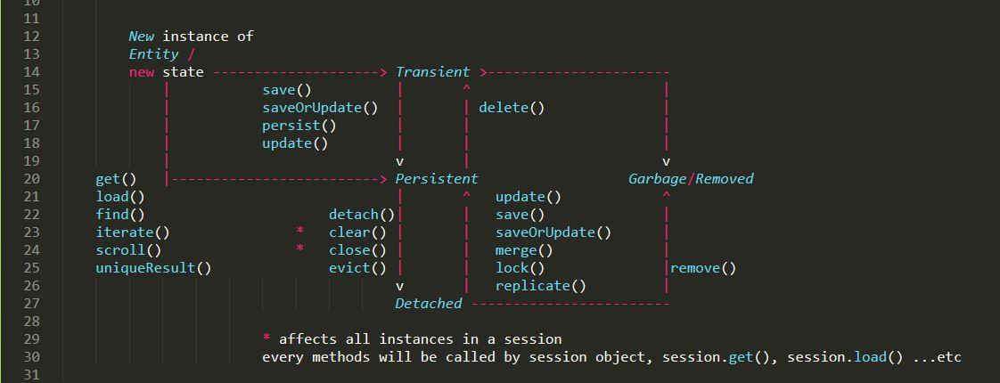 10
11
12 New instance of
13 Entity /
14 new state --------------------> Transient >----------------------
15 | save() | ^ |
16 | saveOrUpdate() | | delete() |
17 | persist() | | |
18 | update() | | |
19 | v | v
20 get() |-------------------------> Persistent Garbage/Removed
21 load() | ^ update() ^
22 find() detach()| | save() |
23 iterate() * clear() | | saveOrUpdate() |
24 scroll() * close() | | merge() |
25 uniqueResult() evict() | | lock() |remove()
26 v | replicate() |
27 Detached ------------------------
28
29 * affects all instances in a session
30 every methods will be called by session object, session.get(), session.load() ...etc
31